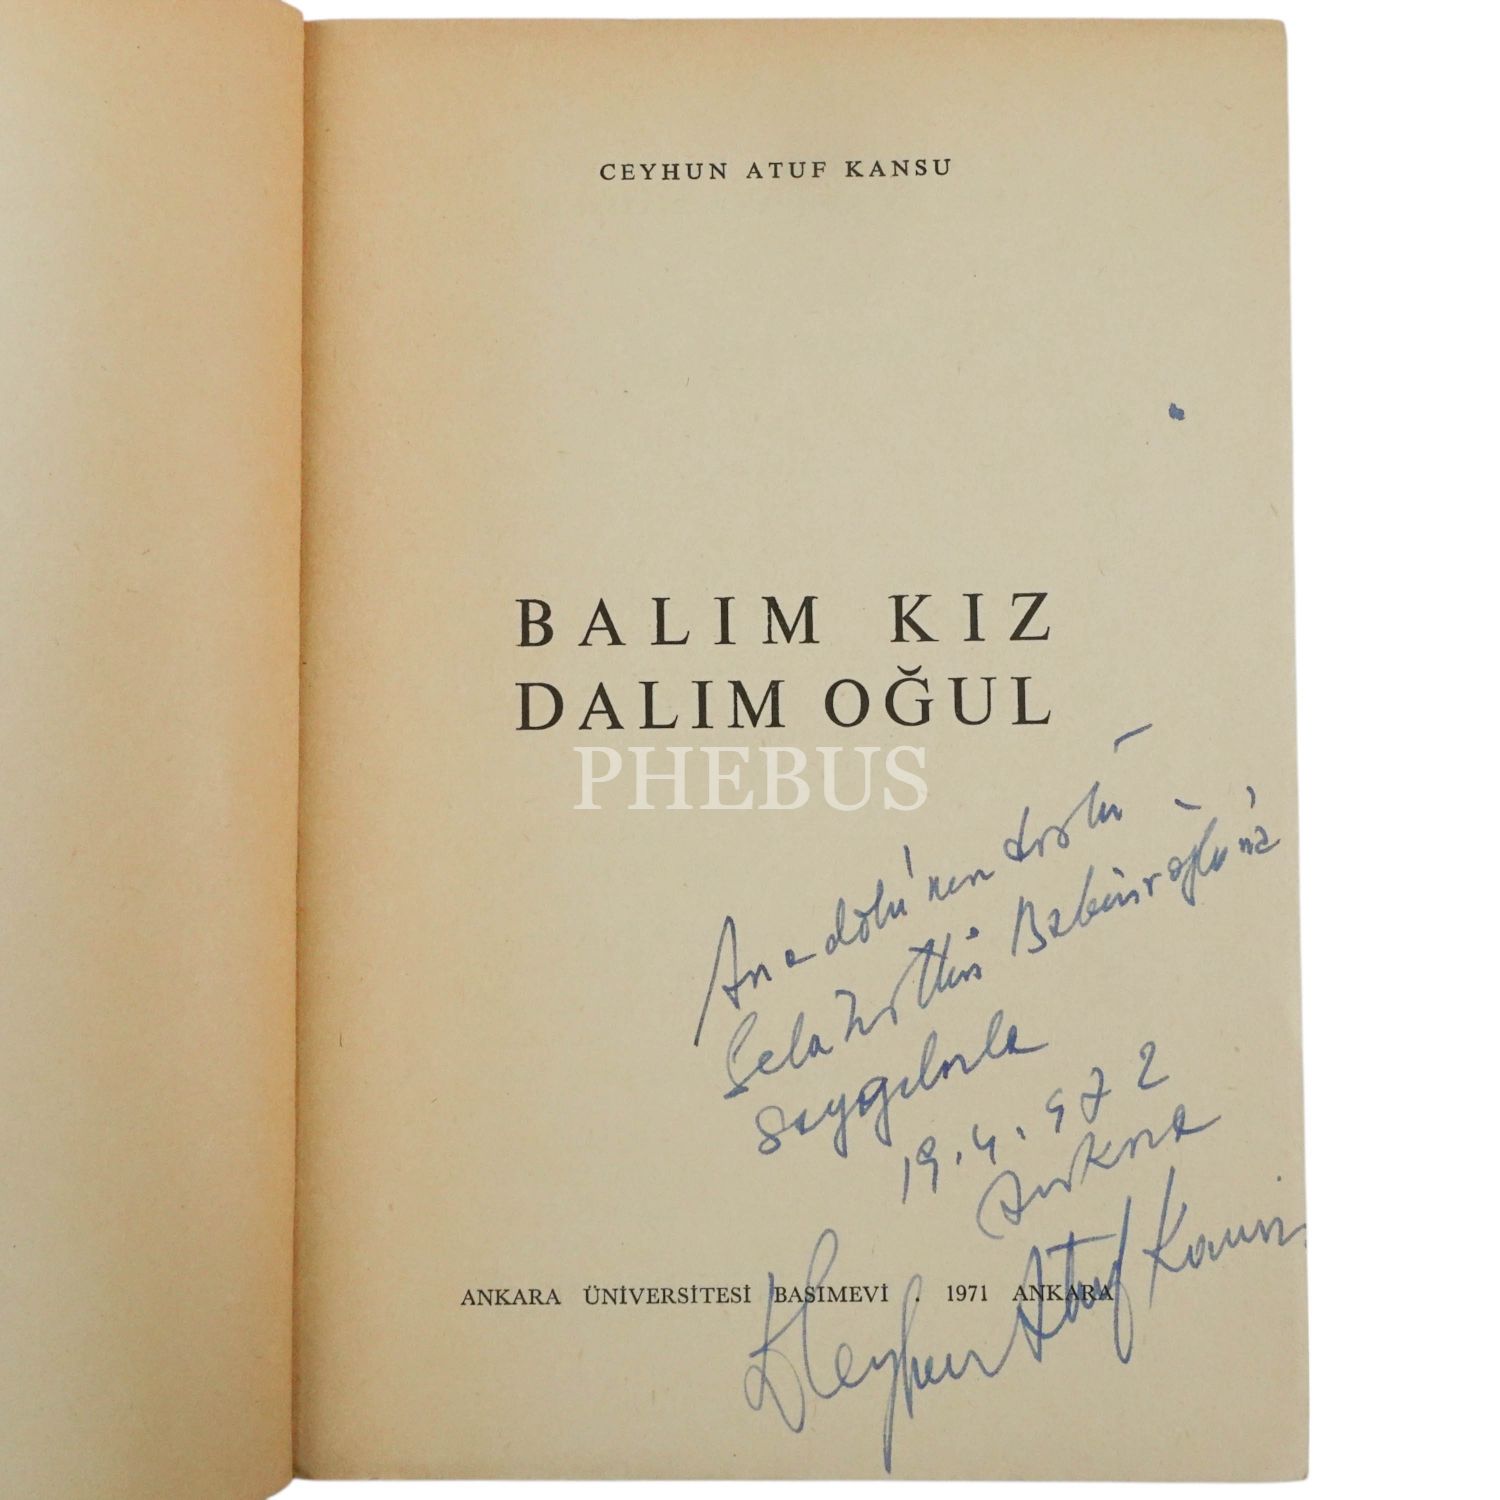 CEYHUN ATUF KANSU
BALIM KIZ
DALIM OĞUL
PHEBUS
Anadolu'nun dostu
Selahattin Babüroğlu'na
saygılarla
19.4.972
Ankara
Ceyhun Atuf Kansu
ANKARA ÜNİVERSİTESİ BASIMEVİ . 1971 ANKARA